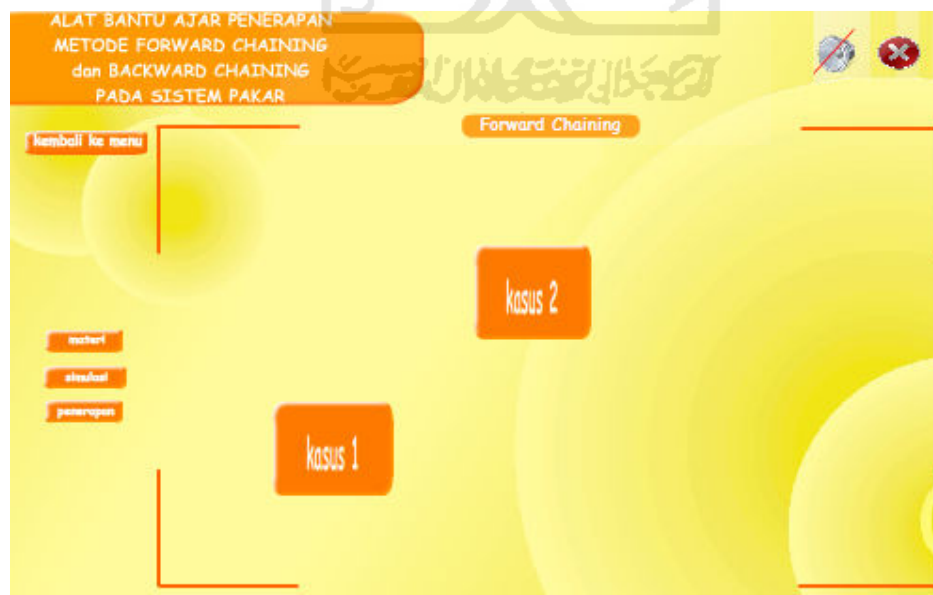 ALAT BANTU AJAR PENERAPAN
METODE FORWARD CHAINING
dan BACKWARD CHAINING
PADA SISTEM PAKAR
kembali ke menu
Forward Chaining
kasus 2
materi
simulasi
penerapan
kasus 1